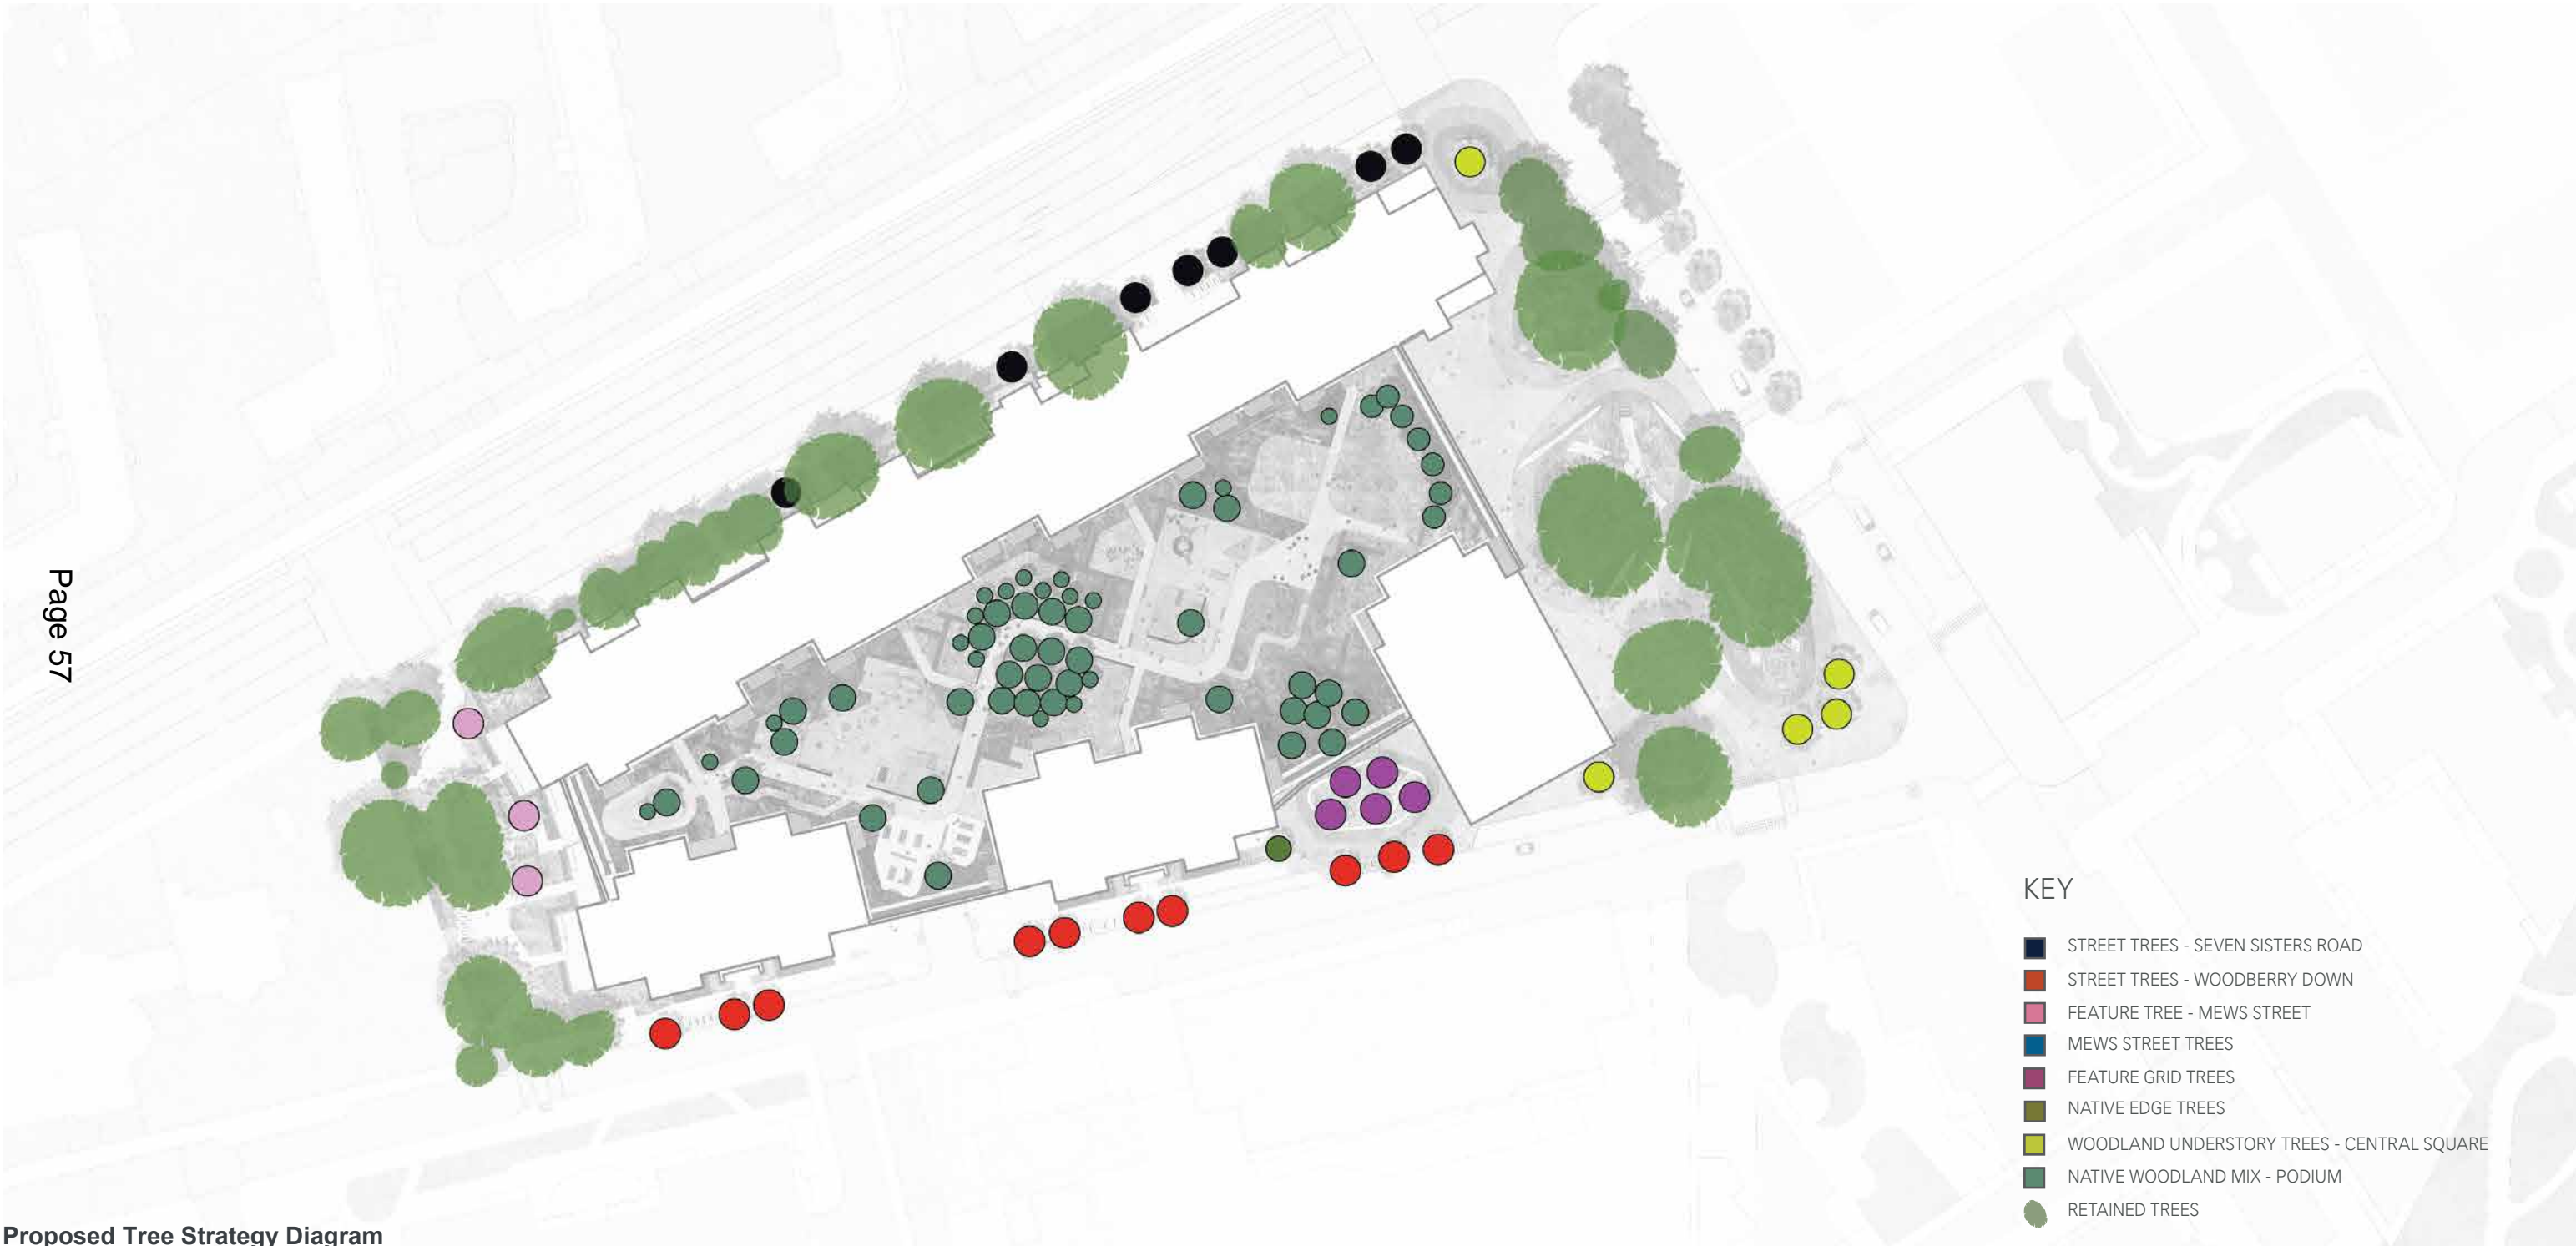 Page 57
KEY
STREET TREES - SEVEN SISTERS ROAD
STREET TREES - WOODBERRY DOWN
FEATURE TREE - MEWS STREET
MEWS STREET TREES
FEATURE GRID TREES
NATIVE EDGE TREES
WOODLAND UNDERSTORY TREES - CENTRAL SQUARE
NATIVE WOODLAND MIX - PODIUM
RETAINED TREES
Proposed Tree Strategy Diagram